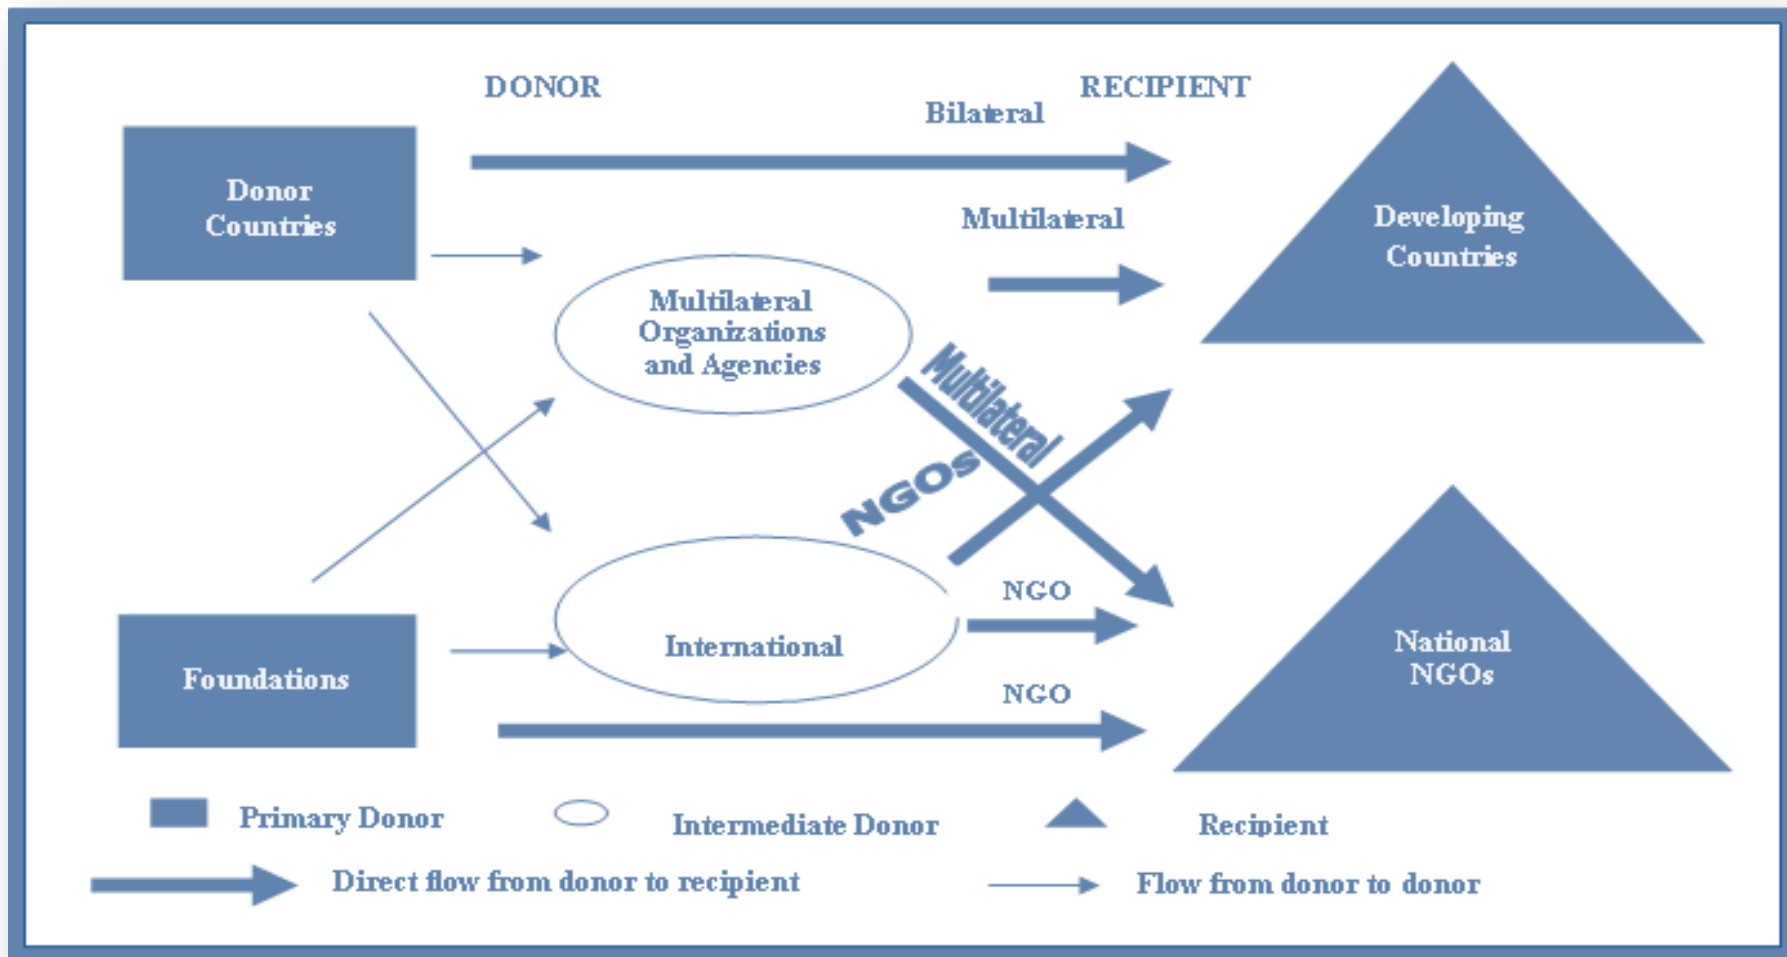 DONOR
RECIPIENT
Bilateral
Donor
Countries
Multilateral
Developing
Countries
Multilateral
Organizations
and Agencies
Multilateral
NGOs
NGO
International
National
NGOs
Foundations
NGO
Primary Donor
Intermediate Donor
Recipient
Direct flow from donor to recipient
Flow from donor to donor